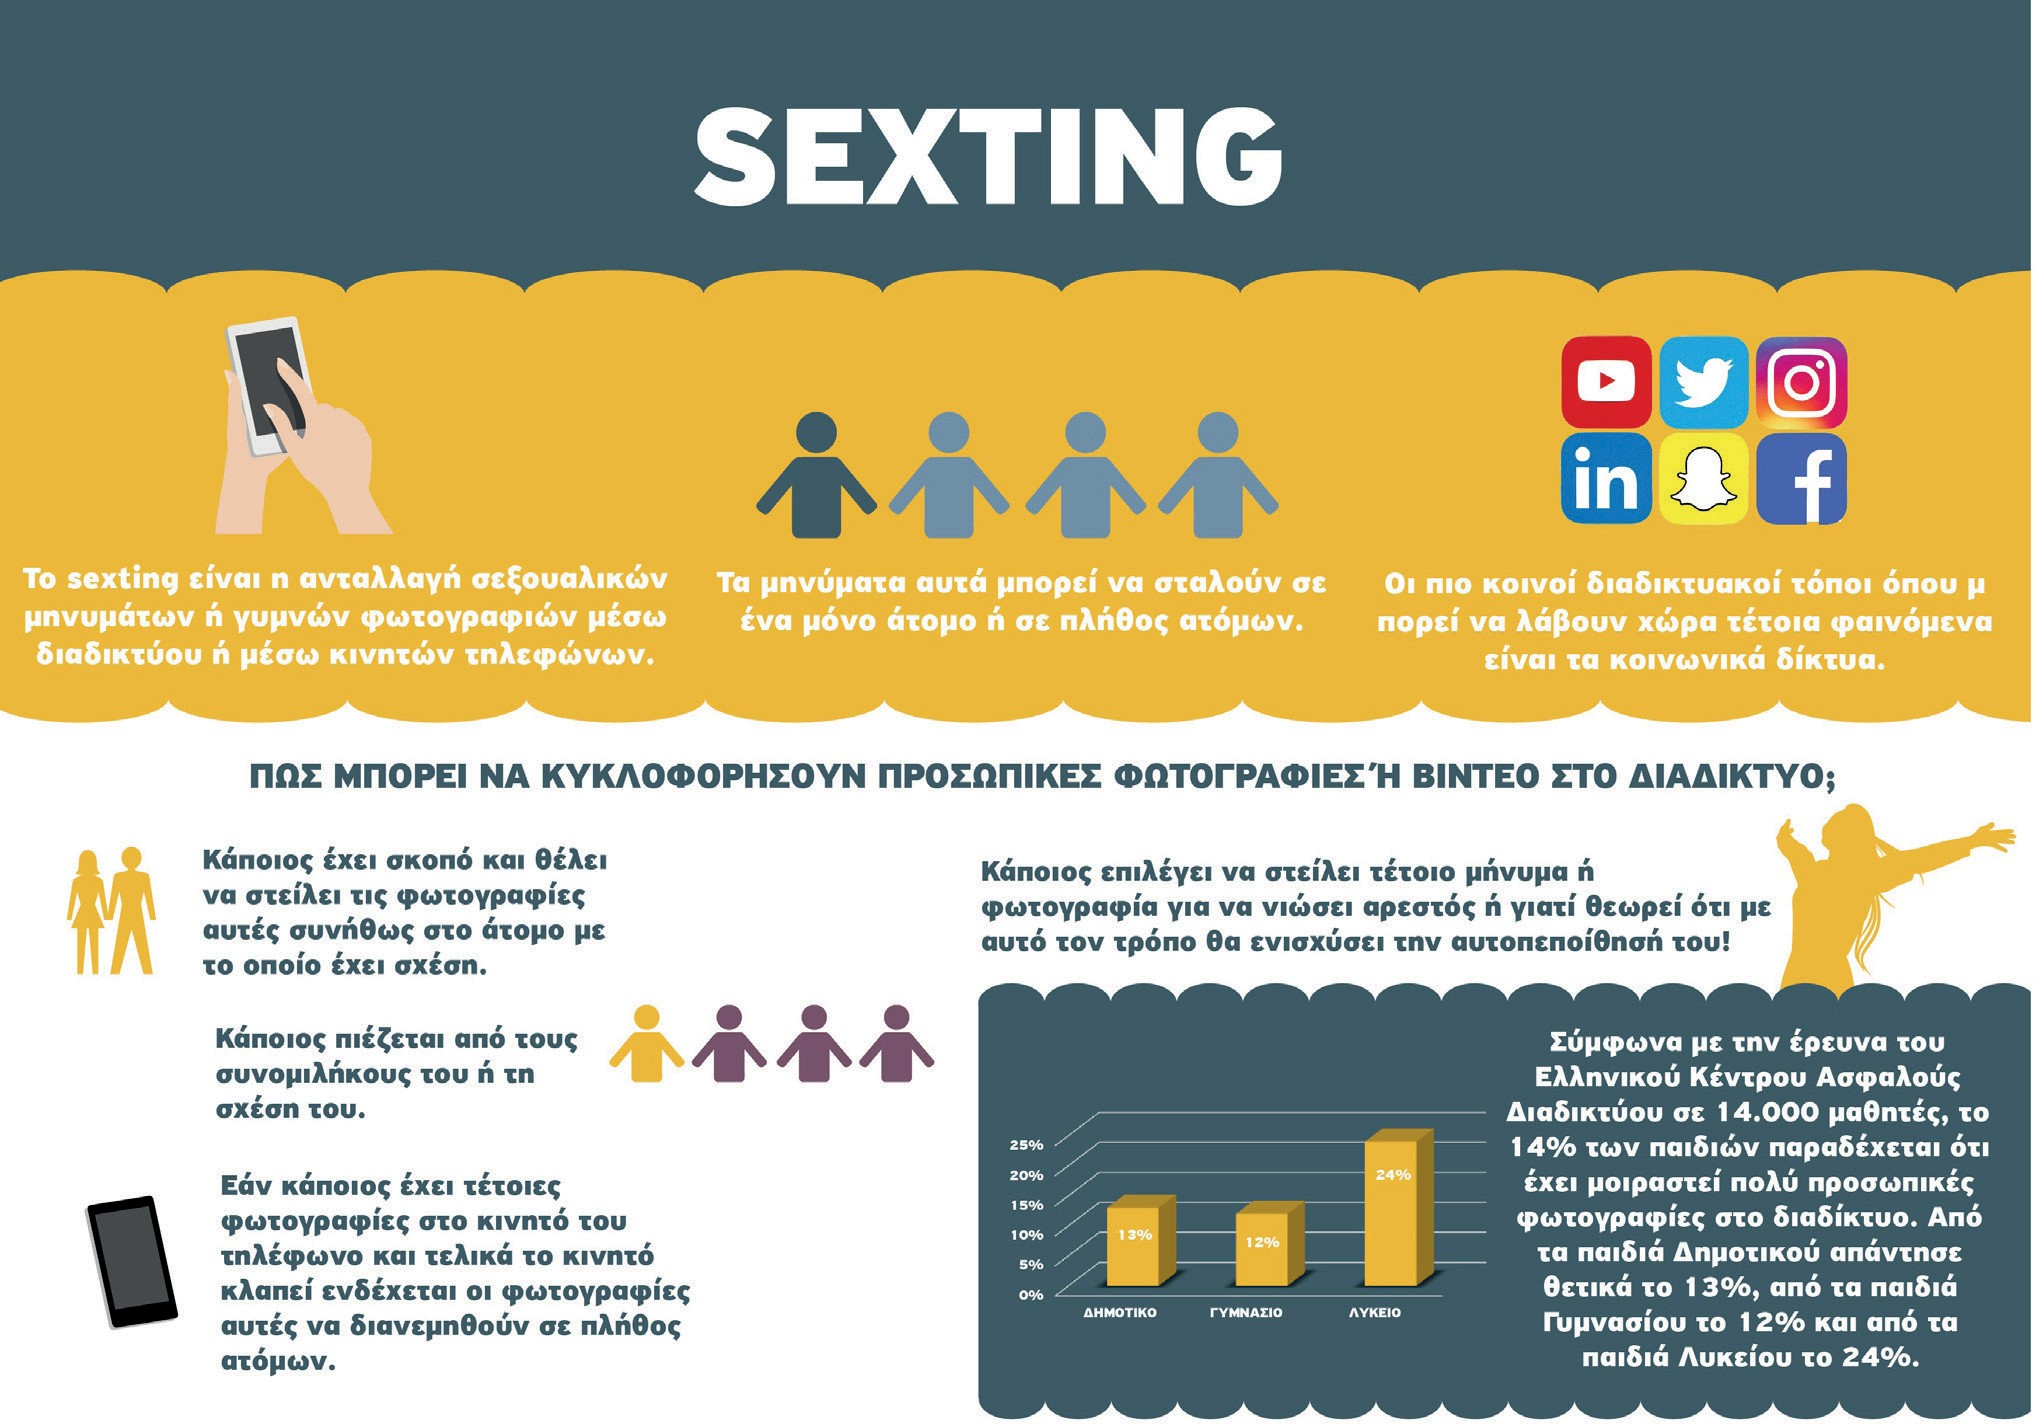 SEXTING
Το sexting είναι η ανταλλαγή σεξουαλικών
μηνυμάτων ή γυμνών φωτογραφιών μέσω
διαδικτύου ή μέσω κινητών τηλεφώνων.
Τα μηνύματα αυτά μπορεί να σταλούν σε
ένα μόνο άτομο ή σε πλήθος ατόμων.
in
f
Οι πιο κοινοί διαδικτυακοί τόποι όπου μ
πορεί να λάβουν χώρα τέτοια φαινόμενα
είναι τα κοινωνικά δίκτυα.
ΠΩΣ ΜΠΟΡΕΙ ΝΑ ΚΥΚΛΟΦΟΡΗΣΟΥΝ ΠΡΟΣΩΠΙΚΕΣ ΦΩΤΟΓΡΑΦΙΕΣ Ή ΒΙΝΤΕΟ ΣΤΟ ΔΙΑΔΙΚΤΥΟ;
Κάποιος έχει σκοπό και θέλει
να στείλει τις φωτογραφίες
αυτές συνήθως στο άτομο με
το οποίο έχει σχέση.
Κάποιος πιέζεται από τους
συνομιλήκους του ή τη
σχέση του.
Εάν κάποιος έχει τέτοιες
φωτογραφίες στο κινητό του
τηλέφωνο και τελικά το κινητό
κλαπεί ενδέχεται οι φωτογραφίες
αυτές να διανεμηθούν σε πλήθος
ατόμων.
Κάποιος επιλέγει να στείλει τέτοιο μήνυμα ή
φωτογραφία για να νιώσει αρεστός ή γιατί θεωρεί ότι με
αυτό τον τρόπο θα ενισχύσει την αυτοπεποίθησή του!
25%
20%
15%
10%
5%
0%
13%
12%
24%
ΔΗΜΟΤΙΚΟ
ΓΥΜΝΑΣΙΟ
ΛΥΚΕΙΟ
Σύμφωνα με την έρευνα του
Ελληνικού Κέντρου Ασφαλούς
Διαδικτύου σε 14.000 μαθητές, το
14% των παιδιών παραδέχεται ότι
έχει μοιραστεί πολύ προσωπικές
φωτογραφίες στο διαδίκτυο. Από
τα παιδιά Δημοτικού απάντησε
θετικά το 13%, από τα παιδιά
Γυμνασίου το 12% και από τα
παιδιά Λυκείου το 24%.